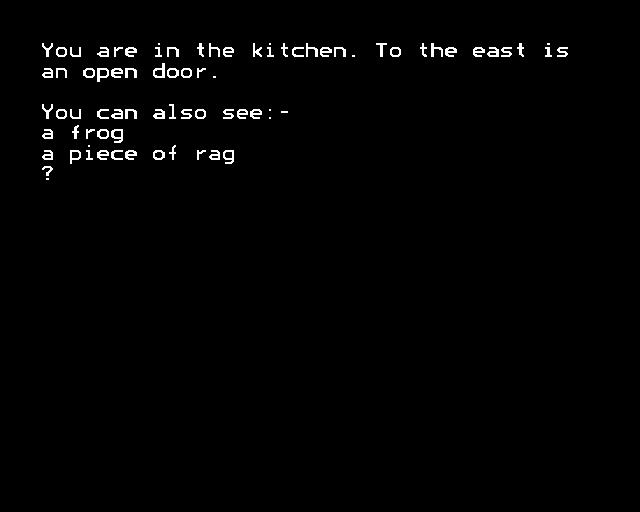 You are in the kitchen. To the east is
an open door.
You can also see:-
a frog
a piece of rag
?